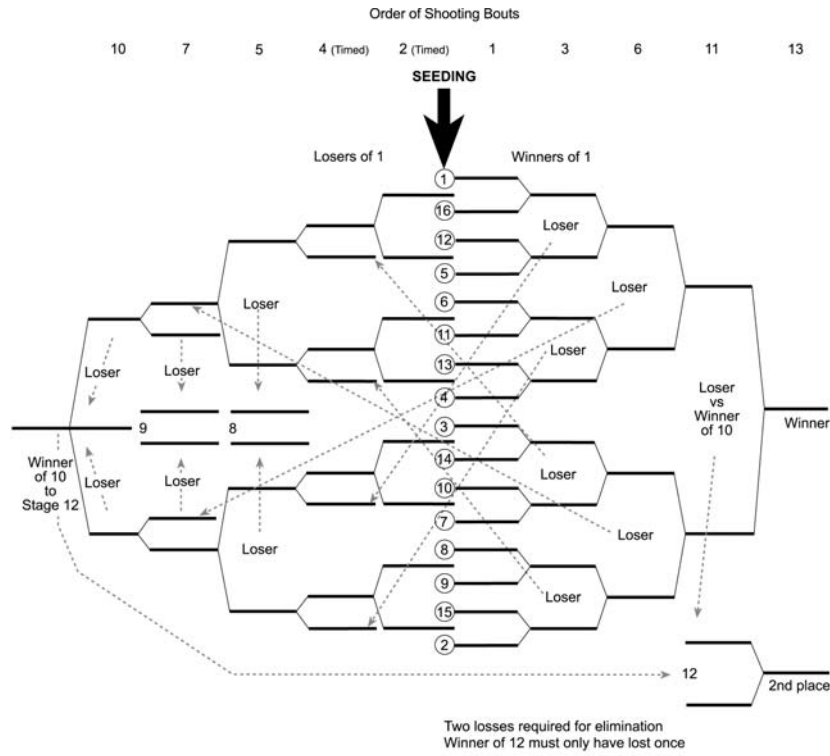 Order of Shooting Bouts
10 7 5 4 (Timed) 2 (Timed) 1 3 6 11 13
SEEDING
Losers of 1
Winners of 1
1
16
12
5
6
11
13
4
3
14
10
7
8
9
15
2
Loser
Loser
Loser
Loser
Loser
Loser
Loser
Loser
Loser
Loser
Loser
Loser
Loser
Loser
9
8
Winner
of 10
to
Stage 12
Loser
vs
Winner
of 10
Winner
12
2nd place
Two losses required for elimination
Winner of 12 must only have lost once